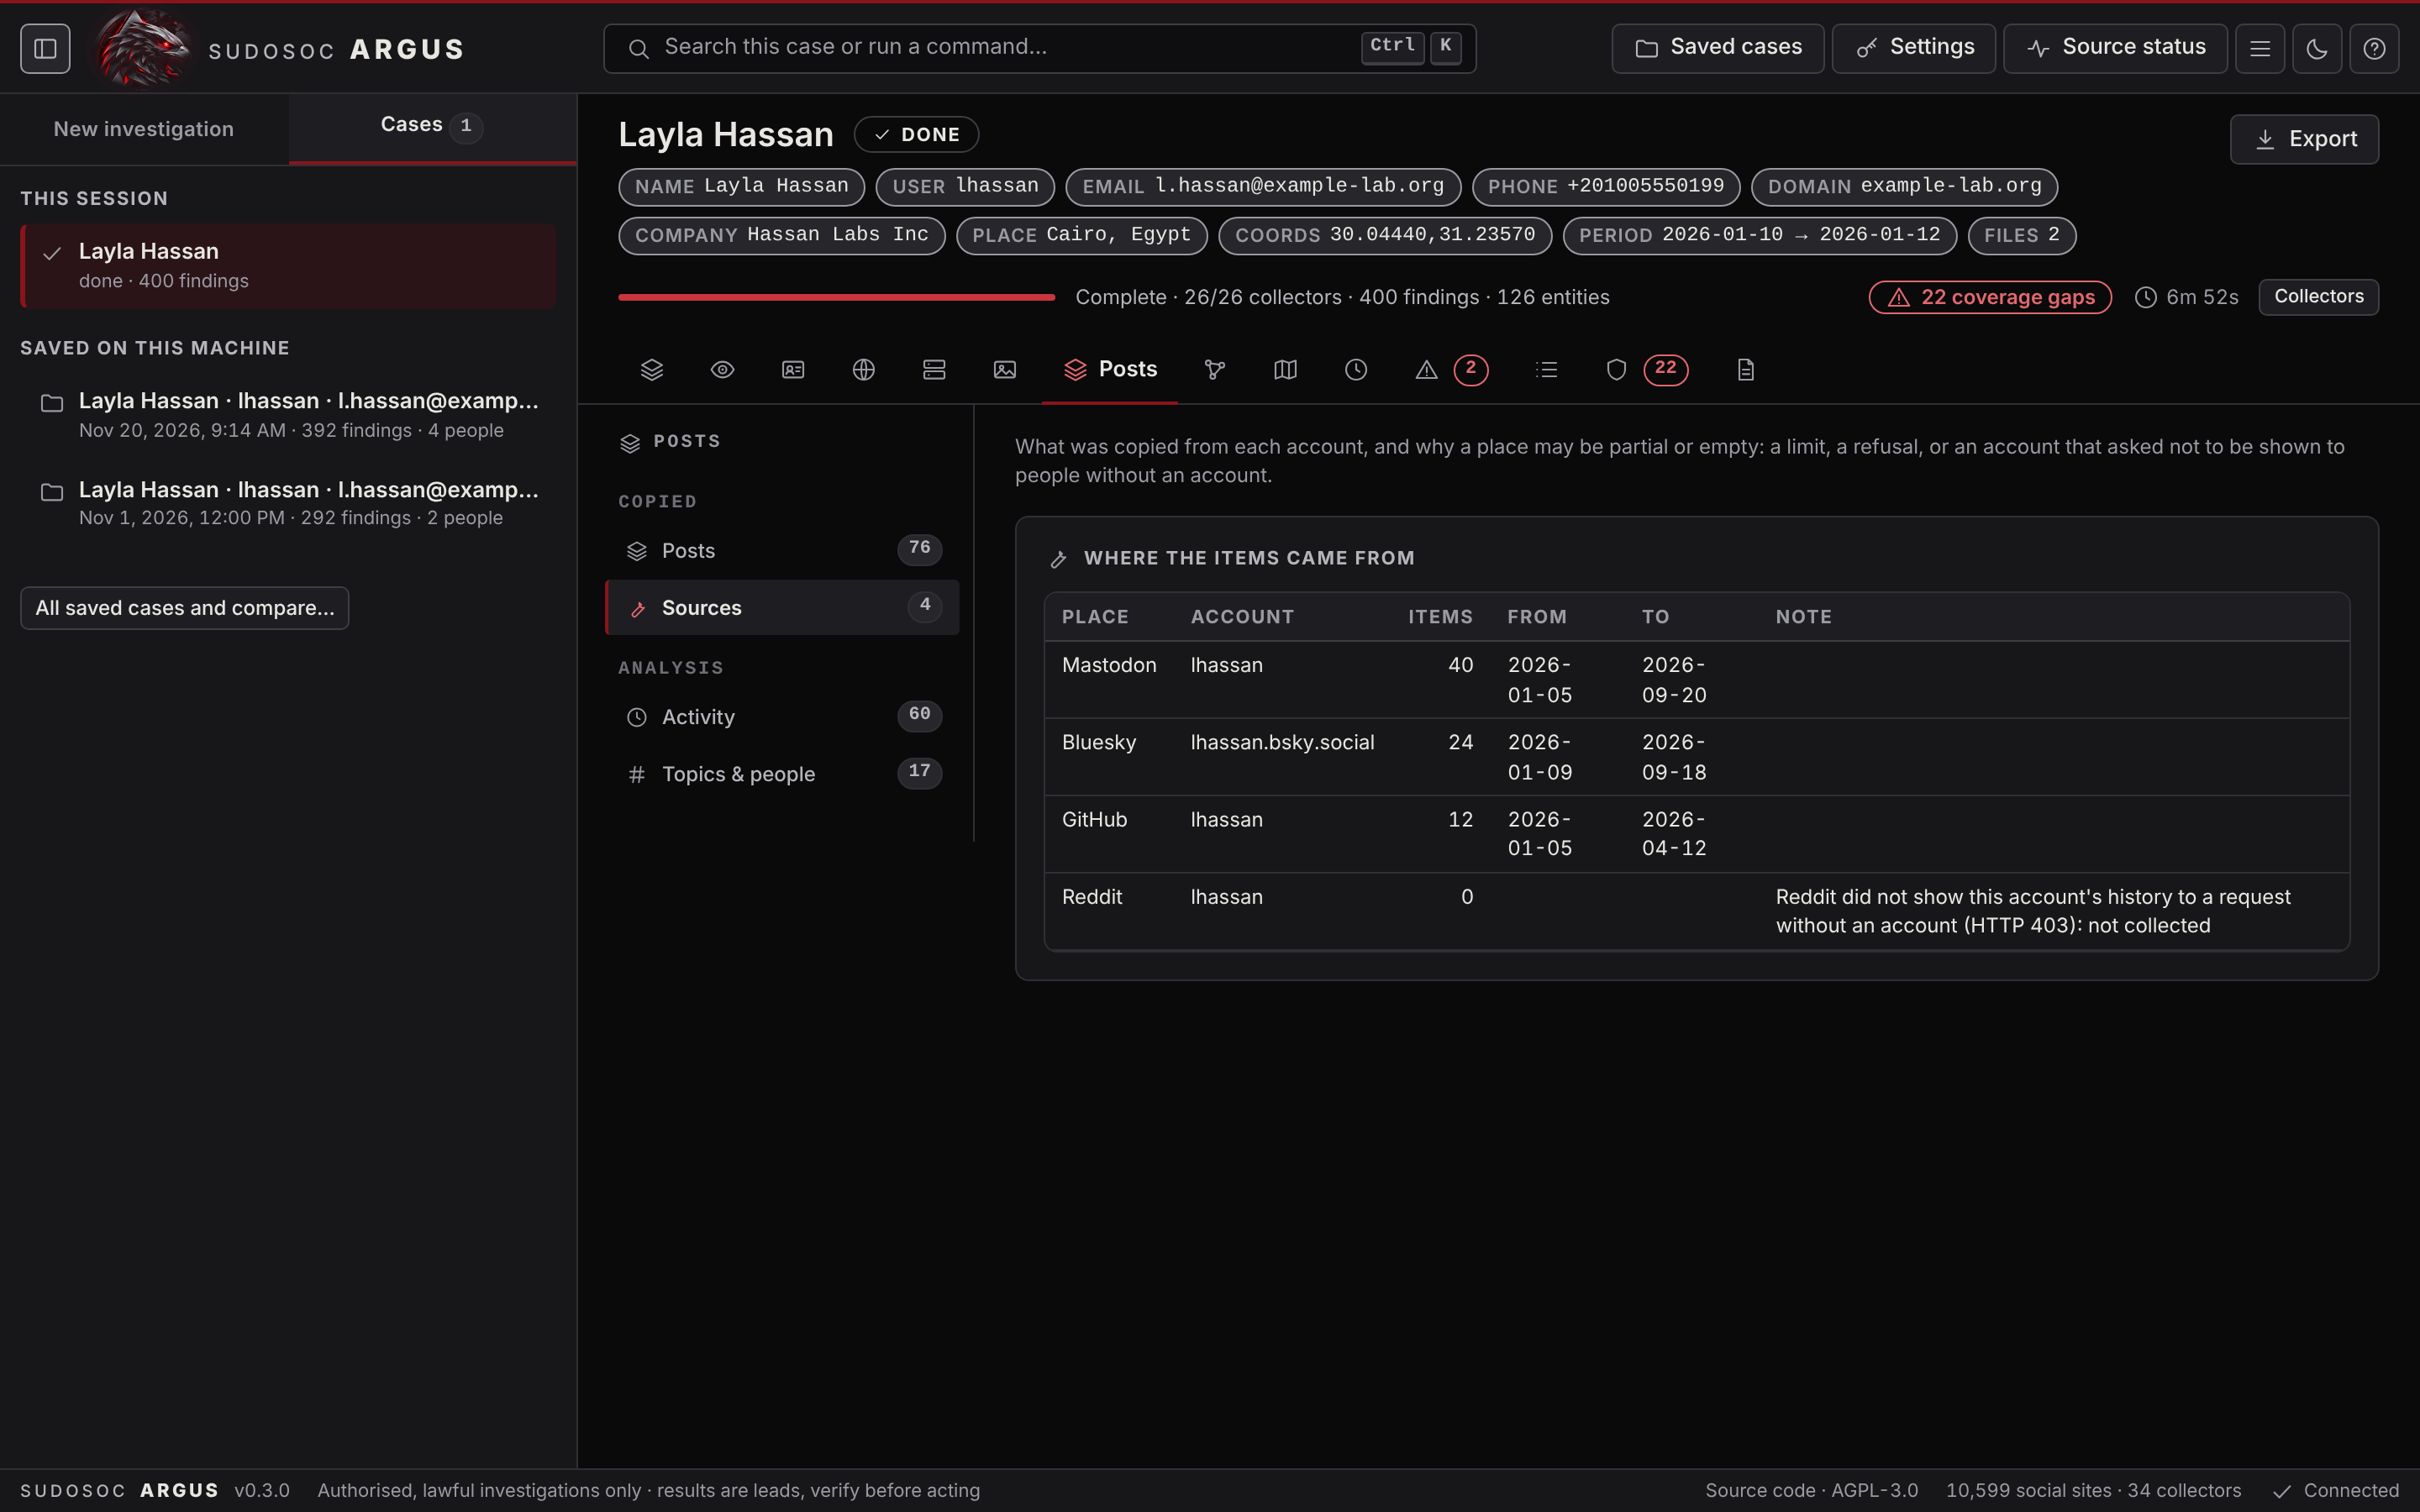 SUDOSOC ARGUS
Search this case or run a command...
Ctrl K
Saved cases
Settings
Source status
New investigation
Cases 1
THIS SESSION
Layla Hassan
done · 400 findings
SAVED ON THIS MACHINE
Layla Hassan · lhassan · l.hassan@examp...
Nov 20, 2026, 9:14 AM · 392 findings · 4 people
Layla Hassan · lhassan · l.hassan@examp...
Nov 1, 2026, 12:00 PM · 292 findings · 2 people
All saved cases and compare...
Layla Hassan
DONE
Export
NAME Layla Hassan
USER lhassan
EMAIL l.hassan@example-lab.org
PHONE +201005550199
DOMAIN example-lab.org
COMPANY Hassan Labs Inc
PLACE Cairo, Egypt
COORDS 30.04440,31.23570
PERIOD 2026-01-10 → 2026-01-12
FILES 2
Complete · 26/26 collectors · 400 findings · 126 entities
22 coverage gaps
6m 52s
Collectors
Posts
2
22
POSTS
COPIED
Posts 76
Sources 4
ANALYSIS
Activity 60
Topics & people 17
What was copied from each account, and why a place may be partial or empty: a limit, a refusal, or an account that asked not to be shown to
people without an account.
WHERE THE ITEMS CAME FROM
PLACE ACCOUNT ITEMS FROM TO NOTE
Mastodon lhassan 40 2026- 2026-
01-05 09-20
Bluesky lhassan.bsky.social 24 2026- 2026-
01-09 09-18
GitHub lhassan 12 2026- 2026-
01-05 04-12
Reddit lhassan 0 Reddit did not show this account's history to a request
without an account (HTTP 403): not collected
SUDOSOC ARGUS v0.3.0 Authorised, lawful investigations only · results are leads, verify before acting
Source code · AGPL-3.0 10,599 social sites · 34 collectors Connected